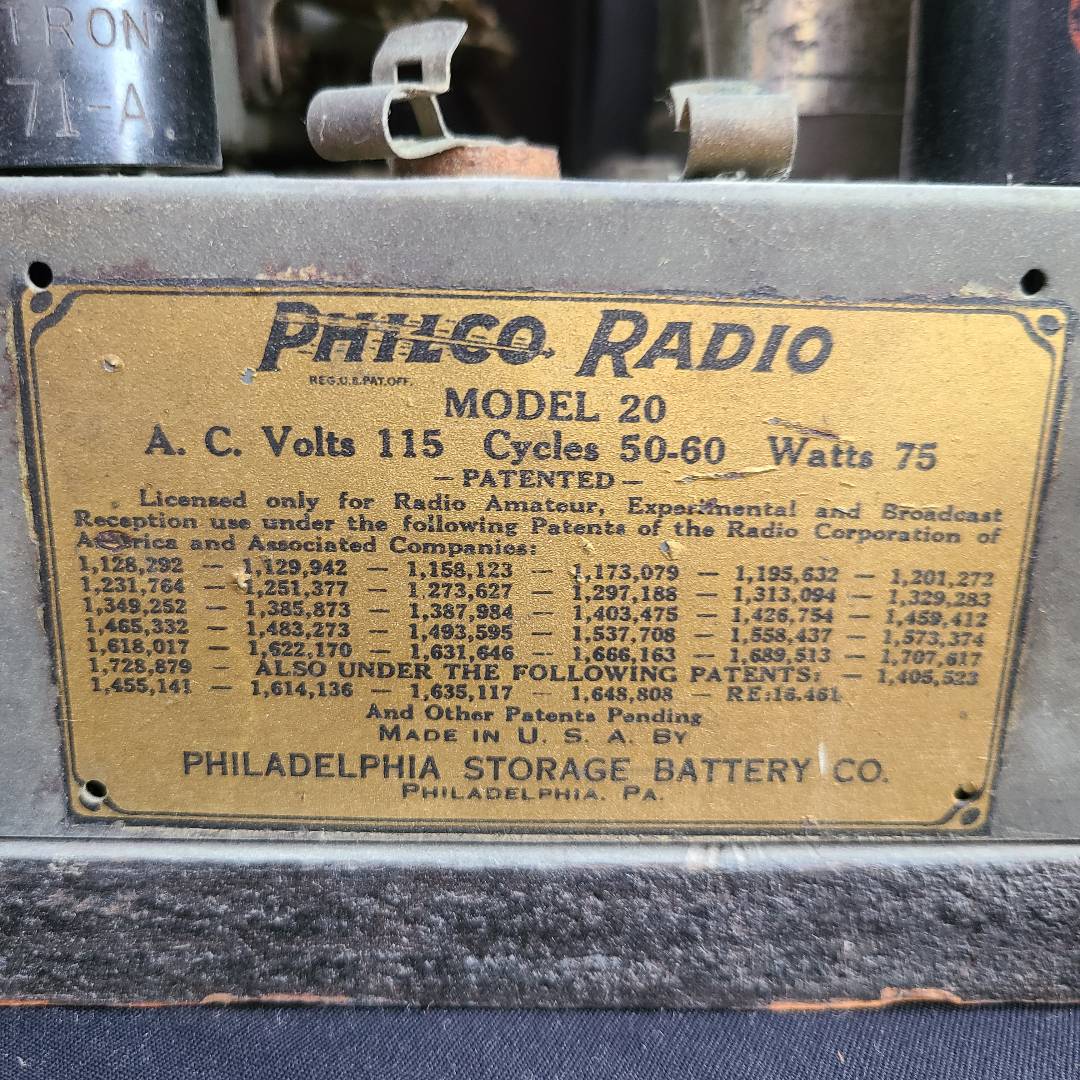 TRON
71-A.
PHILCO RADIO
REG.U.S.PAT.OFF.
MODEL 20
A. C. Volts 115 Cycles 50-60 Watts 75
— PATENTED —
Licensed only for Radio Amateur, Experimental and Broadcast
Reception use under the following Patents of the Radio Corporation of
America and Associated Companies:
1,128,292 — 1,129,942 — 1,158,123 — 1,173,079 — 1,195,632 — 1,201,272
1,231,764 — 1,251,377 — 1,273,627 — 1,297,188 — 1,313,094 — 1,329,283
1,349,252 — 1,385,873 — 1,387,984 — 1,403,475 — 1,426,754 — 1,459,412
1,465,332 — 1,483,273 — 1,493,595 — 1,537,708 — 1,558,437 — 1,573,374
1,618,017 — 1,622,170 — 1,631,646 — 1,666,163 — 1,689,513 — 1,707,617
1,728,879 — ALSO UNDER THE FOLLOWING PATENTS: — 1,405,523
1,455,141 — 1,614,136 — 1,635,117 — 1,648,808 — RE:16.461
And Other Patents Pending
MADE IN U. S. A. BY
PHILADELPHIA STORAGE BATTERY CO.
PHILADELPHIA. PA.